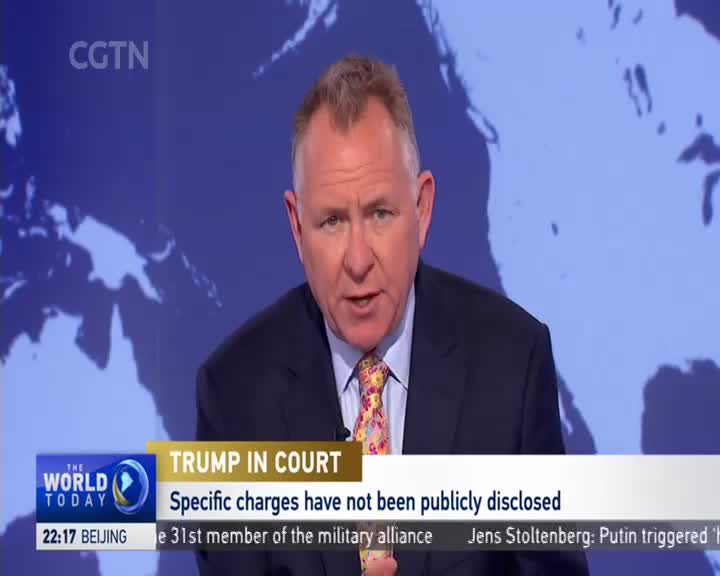 CGTN
TRUMP IN COURT
THE
WORLD
TODAY
Specific charges have not been publicly disclosed
22:17 BEIJING
e 31st member of the military alliance
Jens Stoltenberg: Putin triggered 'h